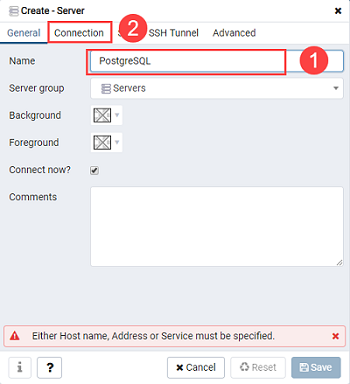 Create - Server
General Connection S 2 SSH Tunnel Advanced
Name PostgreSQL 1
Server group Servers
Background
Foreground
Connect now?
Comments
Either Host name, Address or Service must be specified.
i ? Cancel Reset Save